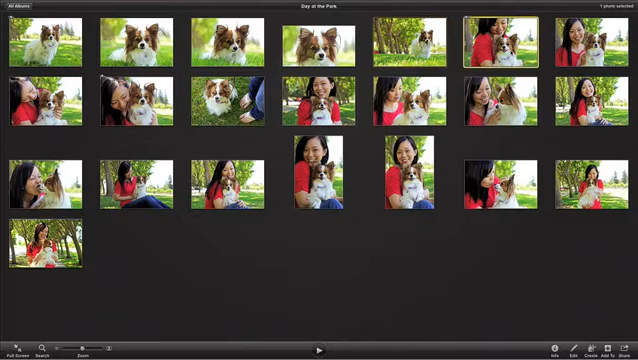 All Albums
Day at the Park
1 photo selected
Full Screen
Search
Zoom
Info
Edit
Create
Add To
Share